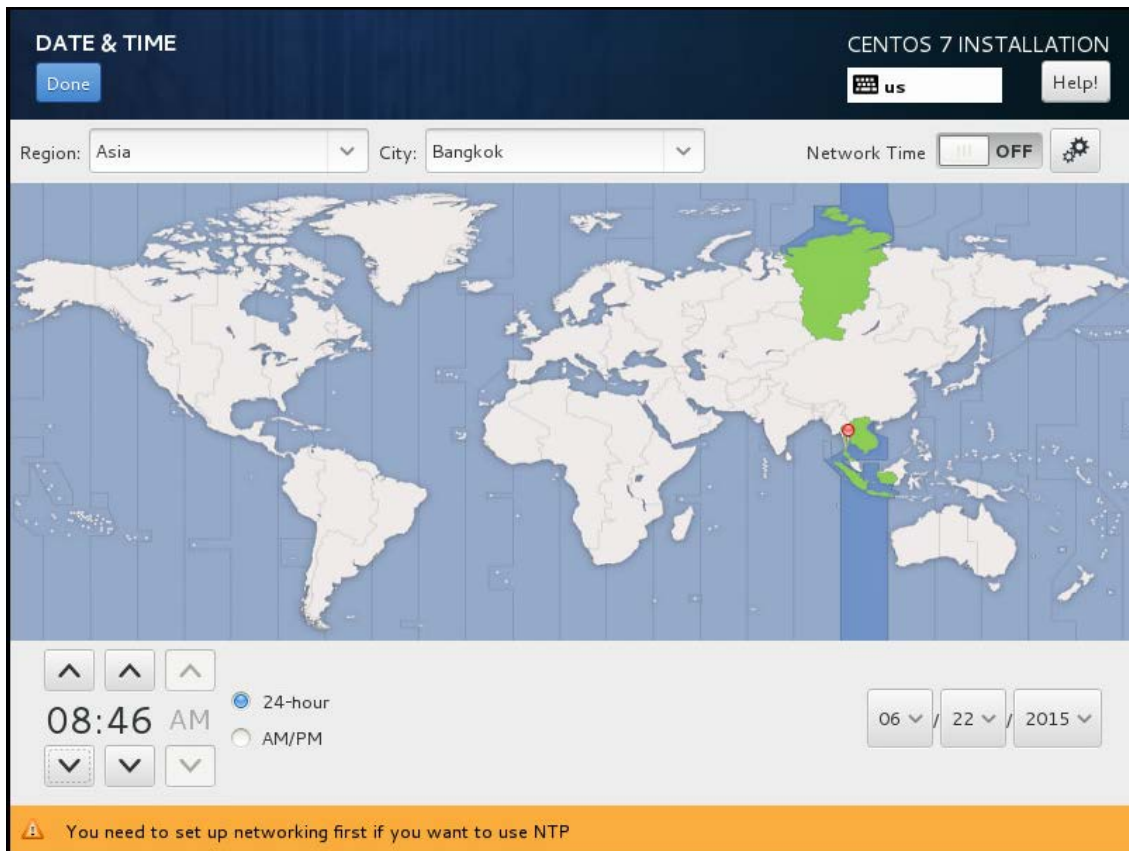 DATE & TIME
CENTOS 7 INSTALLATION
Done
us
Help!
Region: Asia City: Bangkok Network Time OFF
08:46 AM
24-hour
AM/PM
06 / 22 / 2015
You need to set up networking first if you want to use NTP